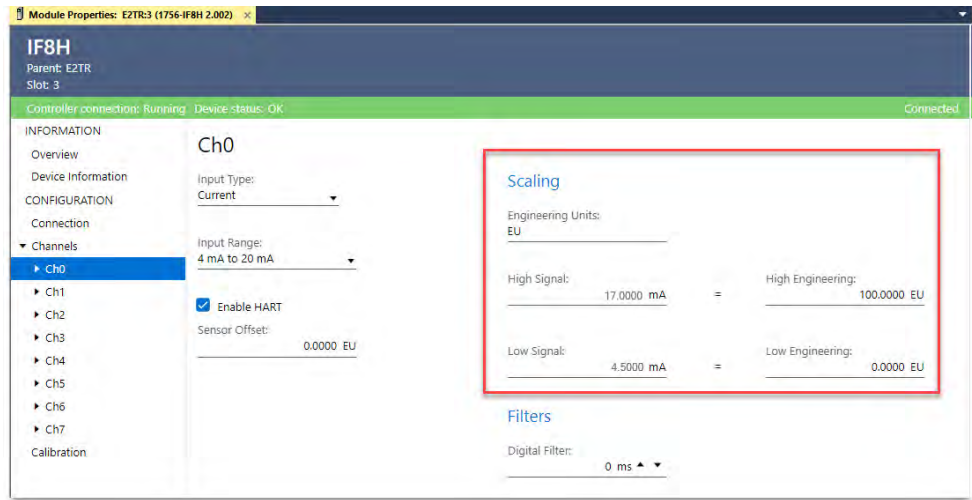 Module Properties: E2TR:3 (1756-IF8H 2.002) ×
IF8H
Parent: E2TR
Slot: 3
Controller connection: Running Device status: OK Connected
INFORMATION
Overview
Device Information
CONFIGURATION
Connection
Channels
Ch0
Ch1
Ch2
Ch3
Ch4
Ch5
Ch6
Ch7
Calibration
Ch0
Input Type:
Current
Input Range:
4 mA to 20 mA
Enable HART
Sensor Offset:
0.0000 EU
Scaling
Engineering Units:
EU
High Signal: High Engineering:
17.0000 mA = 100.0000 EU
Low Signal: Low Engineering:
4.5000 mA = 0.0000 EU
Filters
Digital Filter:
0 ms